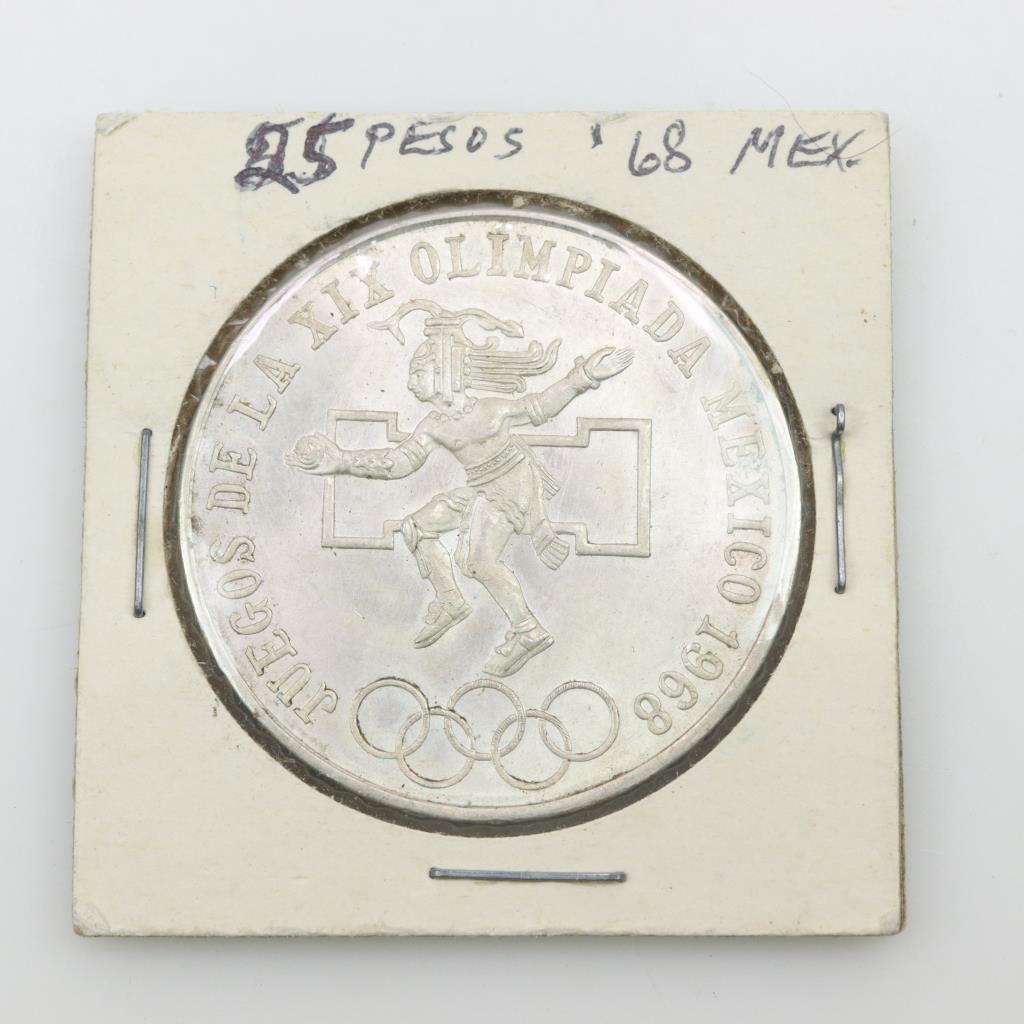 25 PESOS '68 MEX.
JUEGOS DE LA XIX OLIMPIADA MEXICO 1968